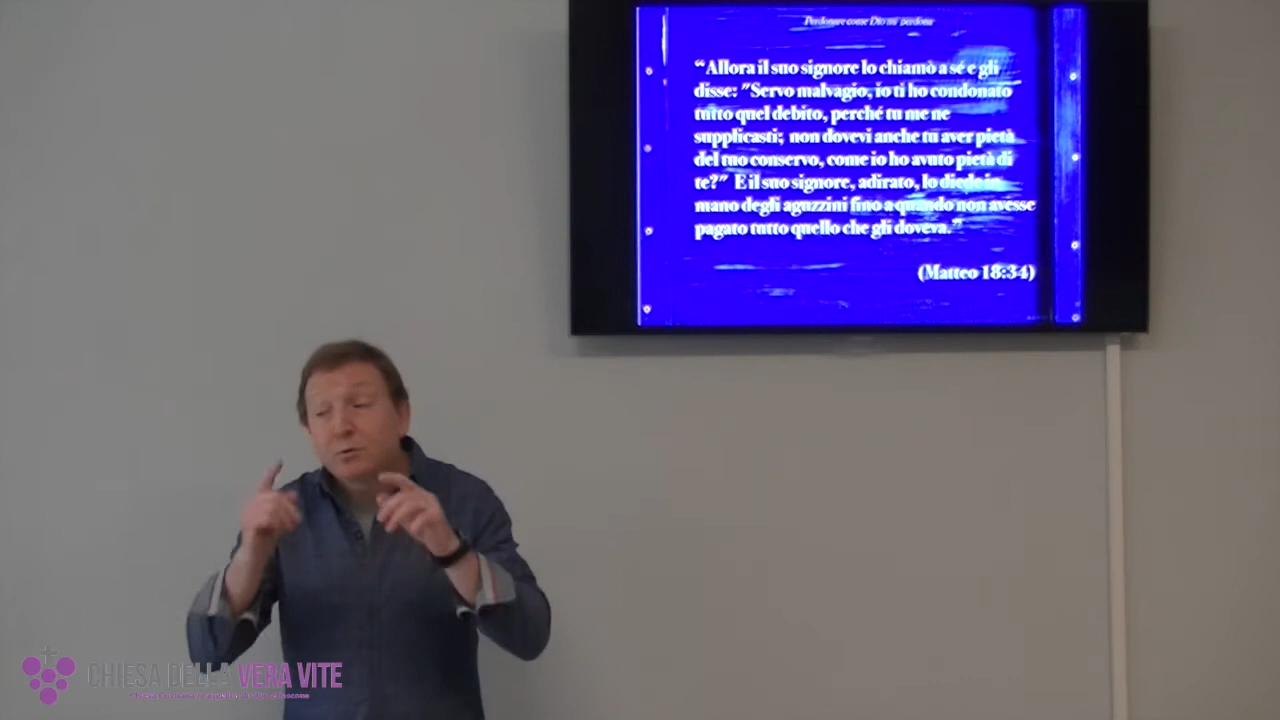 Perdonare come Dio mi perdona
“Allora il suo signore lo chiamò a sé e gli
disse: "Servo malvagio, io ti ho condonato
tutto quel debito, perché tu me ne
supplicasti; non dovevi anche tu aver pietà
del tuo conservo, come io ho avuto pietà di
te?" E il suo signore, adirato, lo diede in
mano degli aguzzini fino a quando non avesse
pagato tutto quello che gli doveva.”
(Matteo 18:34)
CHIESA DELLA VERA VITE